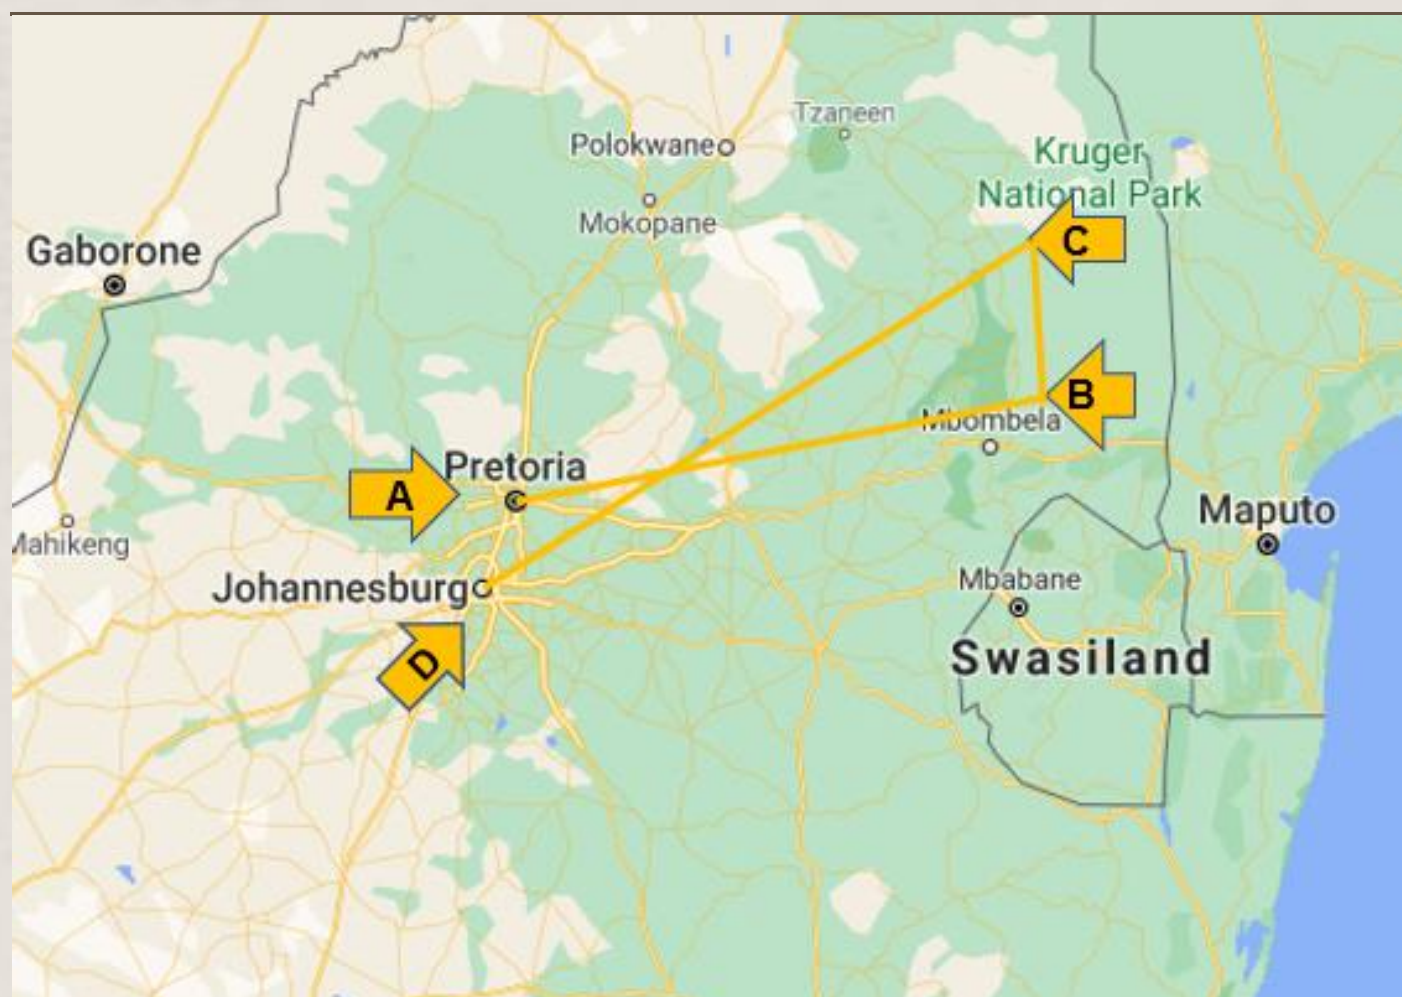 Tzaneen
Polokwane
Kruger
National Park
Mokopane
C
Gaborone
B
Mbombela
Pretoria
A
Maputo
Mahikeng
Mbabane
Johannesburg
Swasiland
D